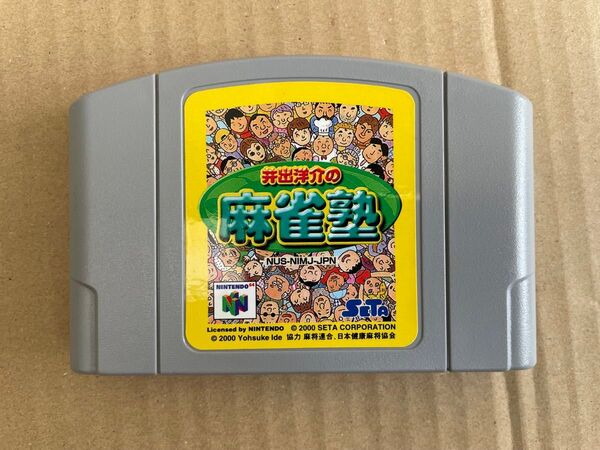 井出洋介の
麻雀塾
NUS-NIMJ-JPN
NINTENDO 64
SETA
Licensed by NINTENDO © 2000 SETA CORPORATION
© 2000 Yohsuke Ide 協力 麻将連合、日本健康麻将協会